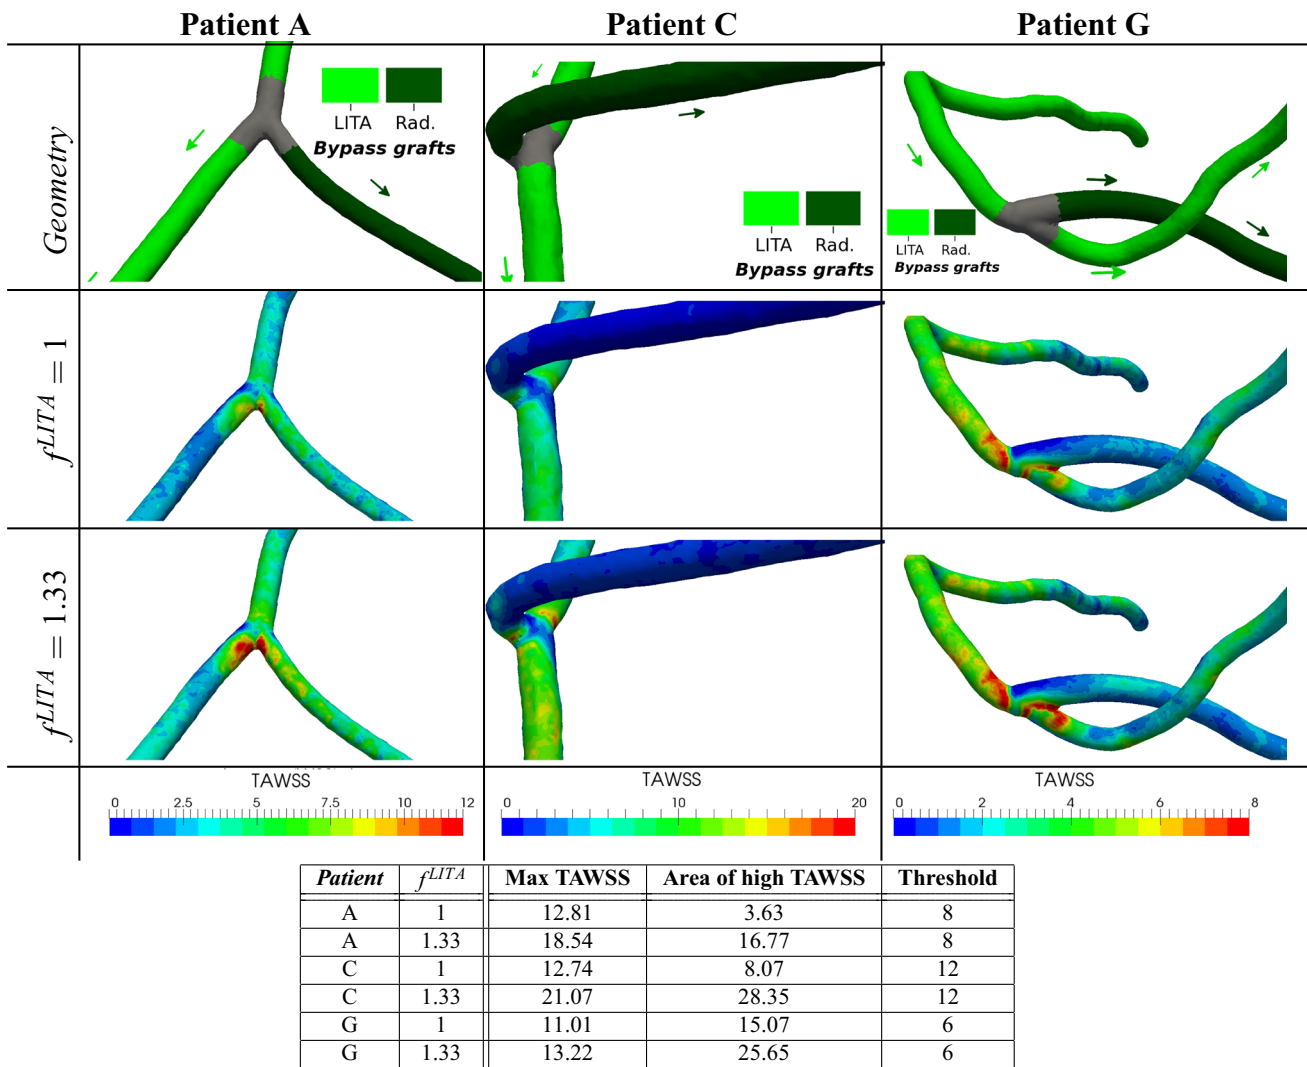 Patient A Patient C Patient G
Geometry
LITA Rad.
Bypass grafts
LITA Rad.
Bypass grafts
LITA Rad.
Bypass grafts
f^LITA = 1
f^LITA = 1.33
TAWSS
0 2.5 5 7.5 10 12
TAWSS
0 10 20
TAWSS
0 2 4 6 8
Patient f^LITA Max TAWSS Area of high TAWSS Threshold
A 1 12.81 3.63 8
A 1.33 18.54 16.77 8
C 1 12.74 8.07 12
C 1.33 21.07 28.35 12
G 1 11.01 15.07 6
G 1.33 13.22 25.65 6